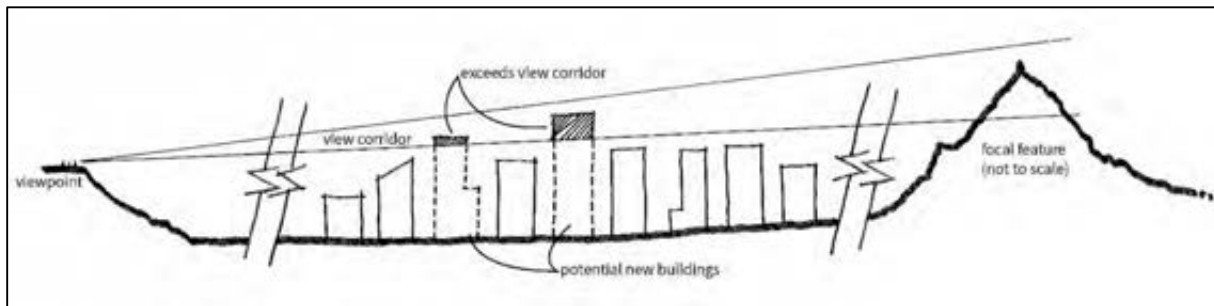 exceeds view corridor
view corridor
viewpoint
focal feature
(not to scale)
potential new buildings